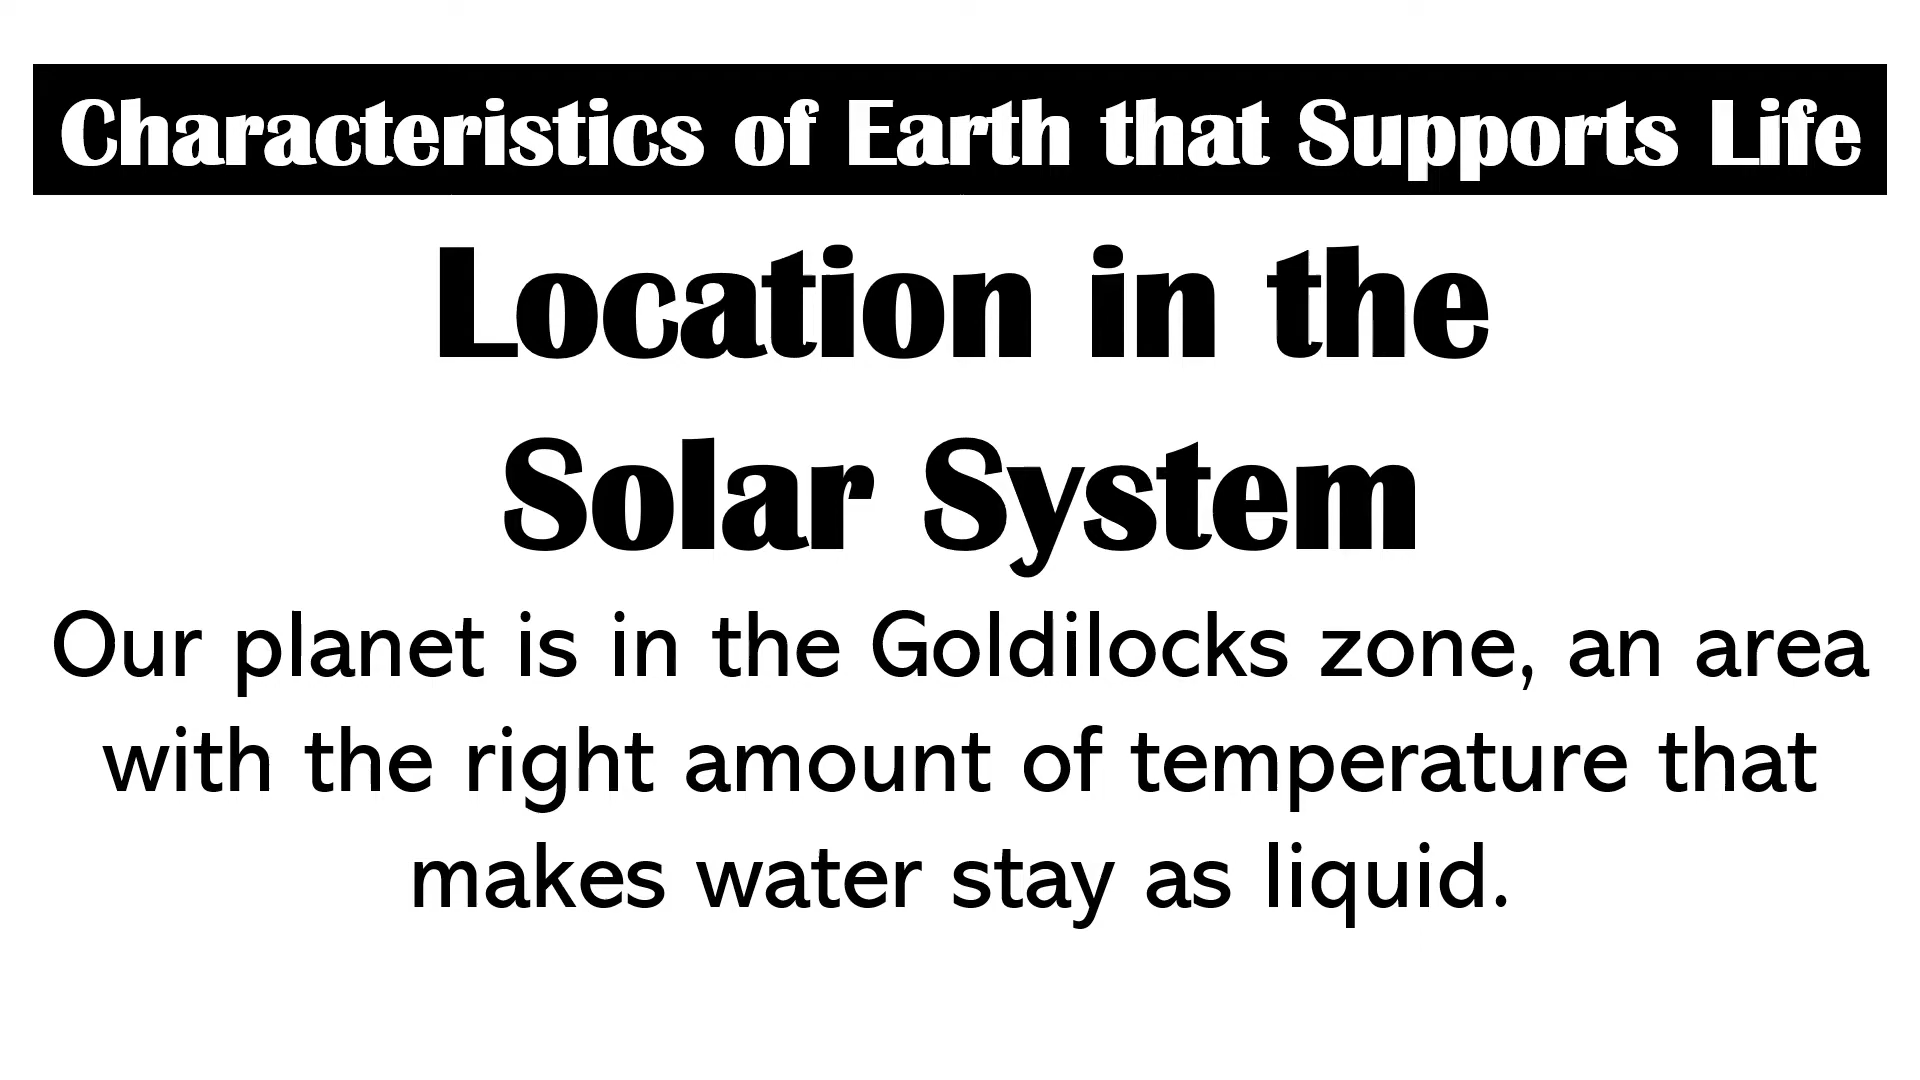 Characteristics of Earth that Supports Life
Location in the
Solar System
Our planet is in the Goldilocks zone, an area
with the right amount of temperature that
makes water stay as liquid.